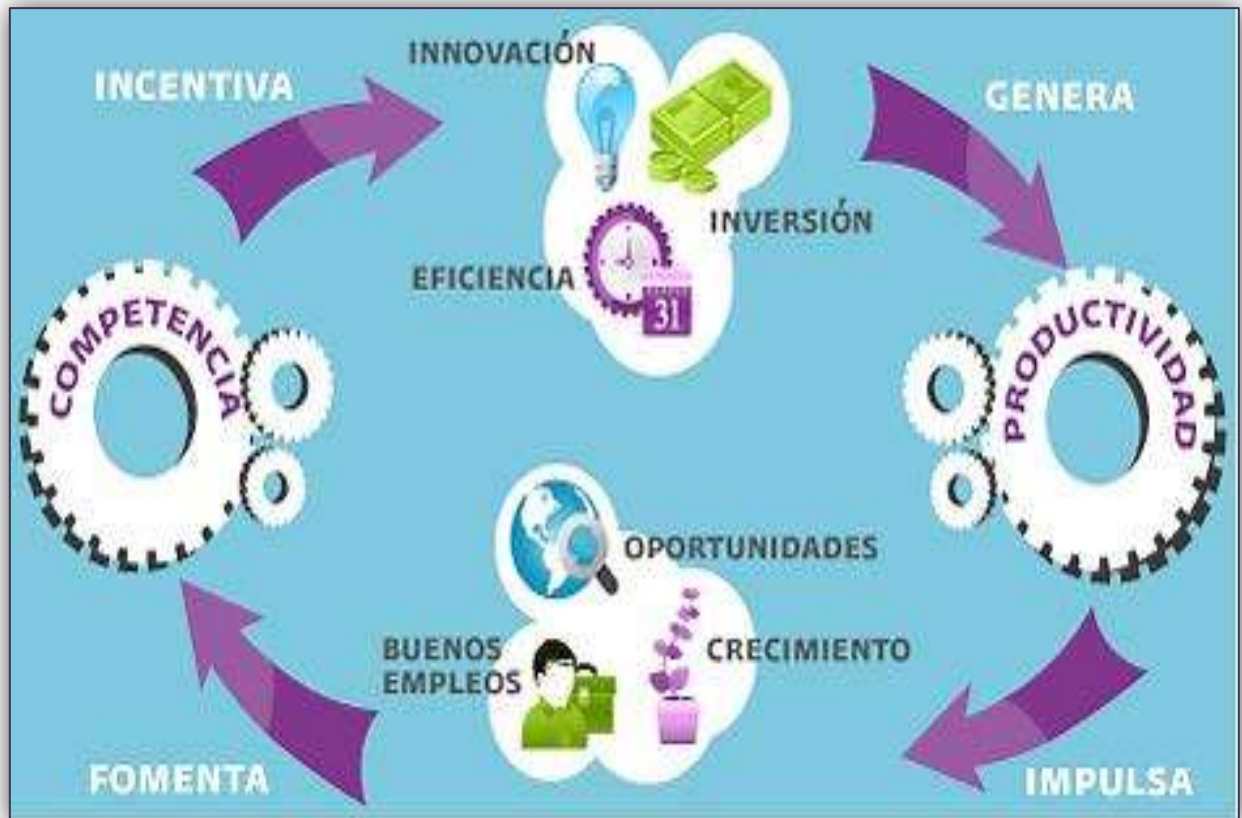 INNOVACIÓN
INCENTIVA
GENERA
INVERSIÓN
EFICIENCIA
31
COMPETENCIA
PRODUCTIVIDAD
OPORTUNIDADES
BUENOS
EMPLEOS
CRECIMIENTO
FOMENTA
IMPULSA